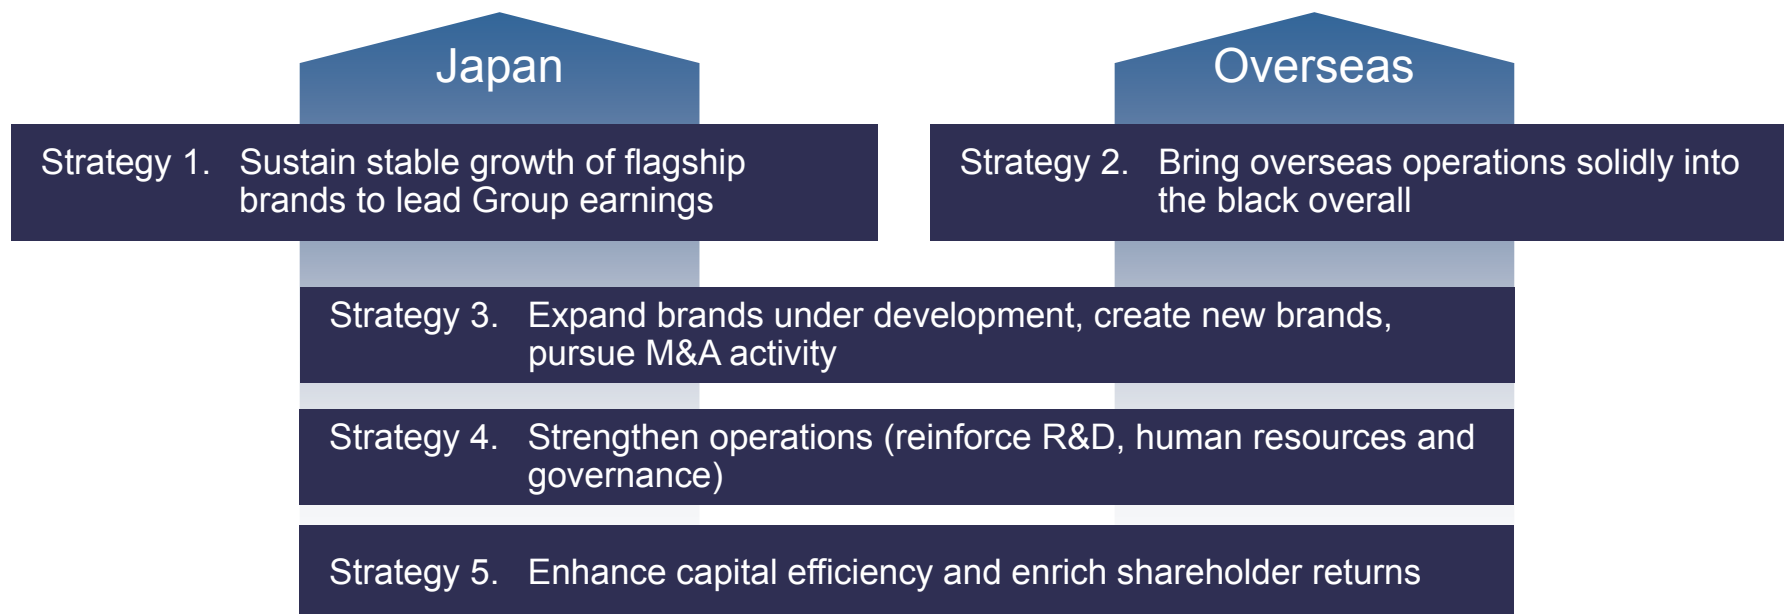 Japan
Overseas
Strategy 1. Sustain stable growth of flagship
brands to lead Group earnings
Strategy 2. Bring overseas operations solidly into
the black overall
Strategy 3. Expand brands under development, create new brands,
pursue M&A activity
Strategy 4. Strengthen operations (reinforce R&D, human resources and
governance)
Strategy 5. Enhance capital efficiency and enrich shareholder returns